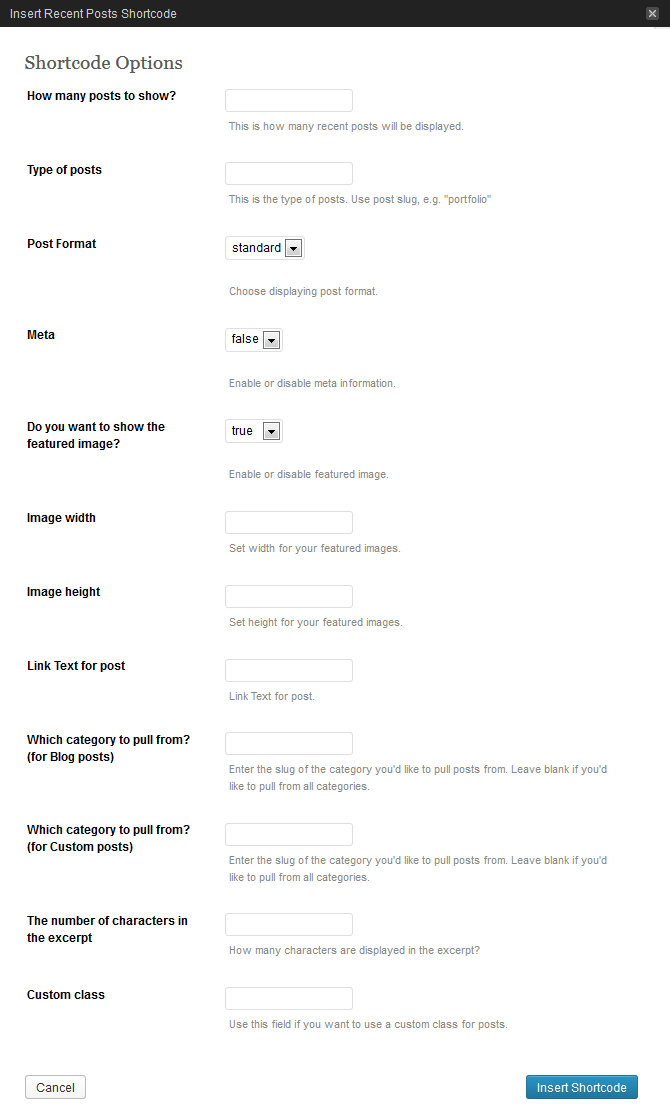 Insert Recent Posts Shortcode
Shortcode Options
How many posts to show?
This is how many recent posts will be displayed.
Type of posts
This is the type of posts. Use post slug, e.g. "portfolio"
Post Format
standard
Choose displaying post format.
Meta
false
Enable or disable meta information.
Do you want to show the
featured image?
true
Enable or disable featured image.
Image width
Set width for your featured images.
Image height
Set height for your featured images.
Link Text for post
Link Text for post.
Which category to pull from?
(for Blog posts)
Enter the slug of the category you'd like to pull posts from. Leave blank if you'd
like to pull from all categories.
Which category to pull from?
(for Custom posts)
Enter the slug of the category you'd like to pull posts from. Leave blank if you'd
like to pull from all categories.
The number of characters in
the excerpt
How many characters are displayed in the excerpt?
Custom class
Use this field if you want to use a custom class for posts.
Cancel
Insert Shortcode